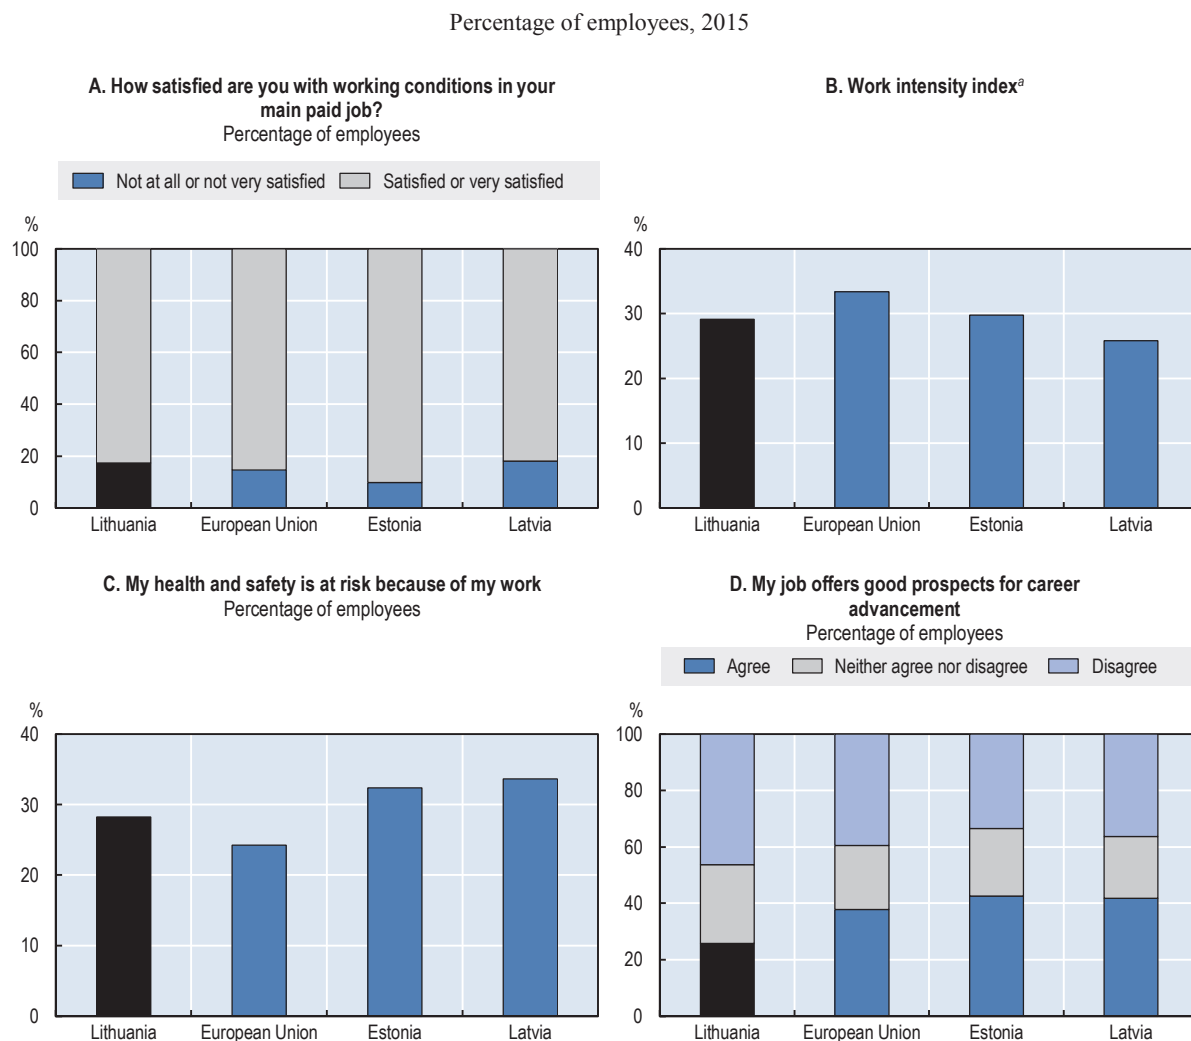 Percentage of employees, 2015
A. How satisfied are you with working conditions in your
main paid job?
Percentage of employees
Not at all or not very satisfied
Satisfied or very satisfied
%
100
80
60
40
20
0
Lithuania
European Union
Estonia
Latvia
B. Work intensity indexᵃ
%
40
30
20
10
0
Lithuania
European Union
Estonia
Latvia
C. My health and safety is at risk because of my work
Percentage of employees
%
40
30
20
10
0
Lithuania
European Union
Estonia
Latvia
D. My job offers good prospects for career
advancement
Percentage of employees
Agree
Neither agree nor disagree
Disagree
%
100
80
60
40
20
0
Lithuania
European Union
Estonia
Latvia